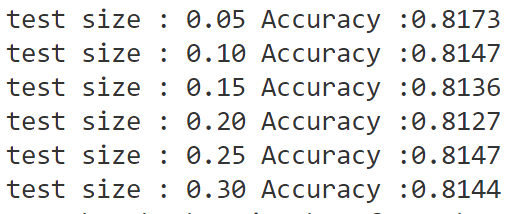 test size : 0.05 Accuracy :0.8173
test size : 0.10 Accuracy :0.8147
test size : 0.15 Accuracy :0.8136
test size : 0.20 Accuracy :0.8127
test size : 0.25 Accuracy :0.8147
test size : 0.30 Accuracy :0.8144